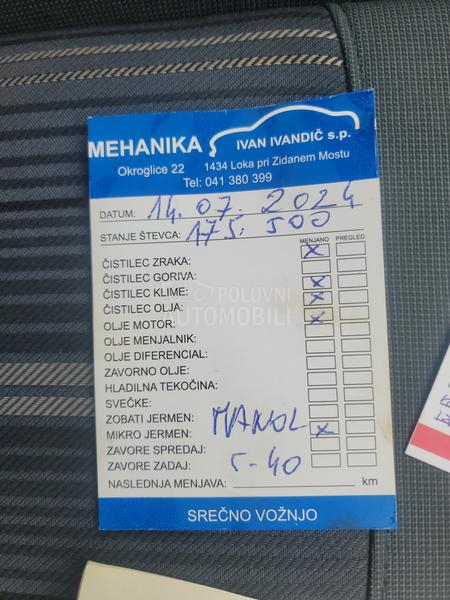 MEHANIKA IVAN IVANDIČ s.p.
Okroglice 22 1434 Loka pri Zidanem Mostu
Tel: 041 380 399
DATUM: 14. 07. 2024
STANJE ŠTEVCA: 175. 500
MENJANO PREGLED
ČISTILEC ZRAKA: x
ČISTILEC GORIVA:
ČISTILEC KLIME: x
ČISTILEC OLJA: x
OLJE MOTOR: x
OLJE MENJALNIK:
OLJE DIFERENCIAL:
ZAVORNO OLJE:
HLADILNA TEKOČINA:
SVEČKE:
ZOBATI JERMEN: MANOL
MIKRO JERMEN: x
ZAVORE SPREDAJ:
ZAVORE ZADAJ: 5-40
NASLEDNJA MENJAVA: km
SREČNO VOŽNJO
POLOVNI
AUTOMOBILI